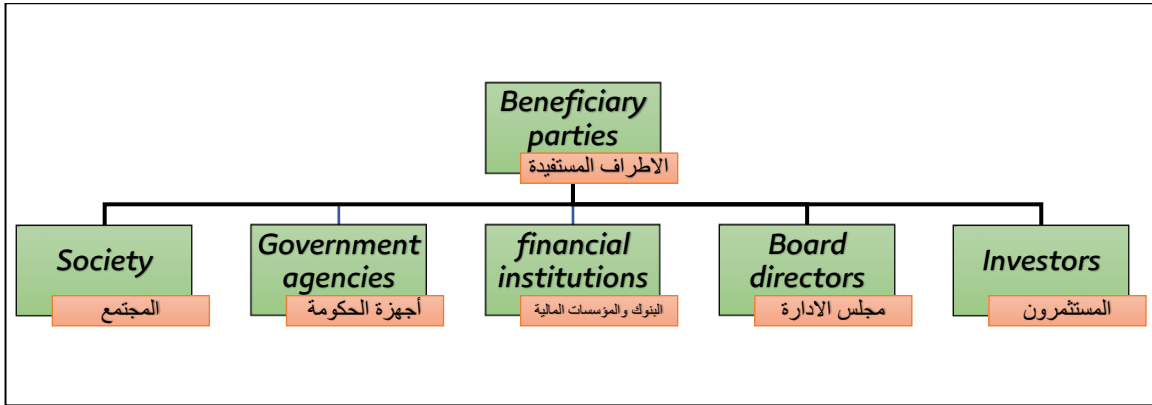 Beneficiary
parties
الاطراف المستفيدة
Society
المجتمع
Government
agencies
أجهزة الحكومة
financial
institutions
البنوك والمؤسسات المالية
Board
directors
مجلس الادارة
Investors
المستثمرون